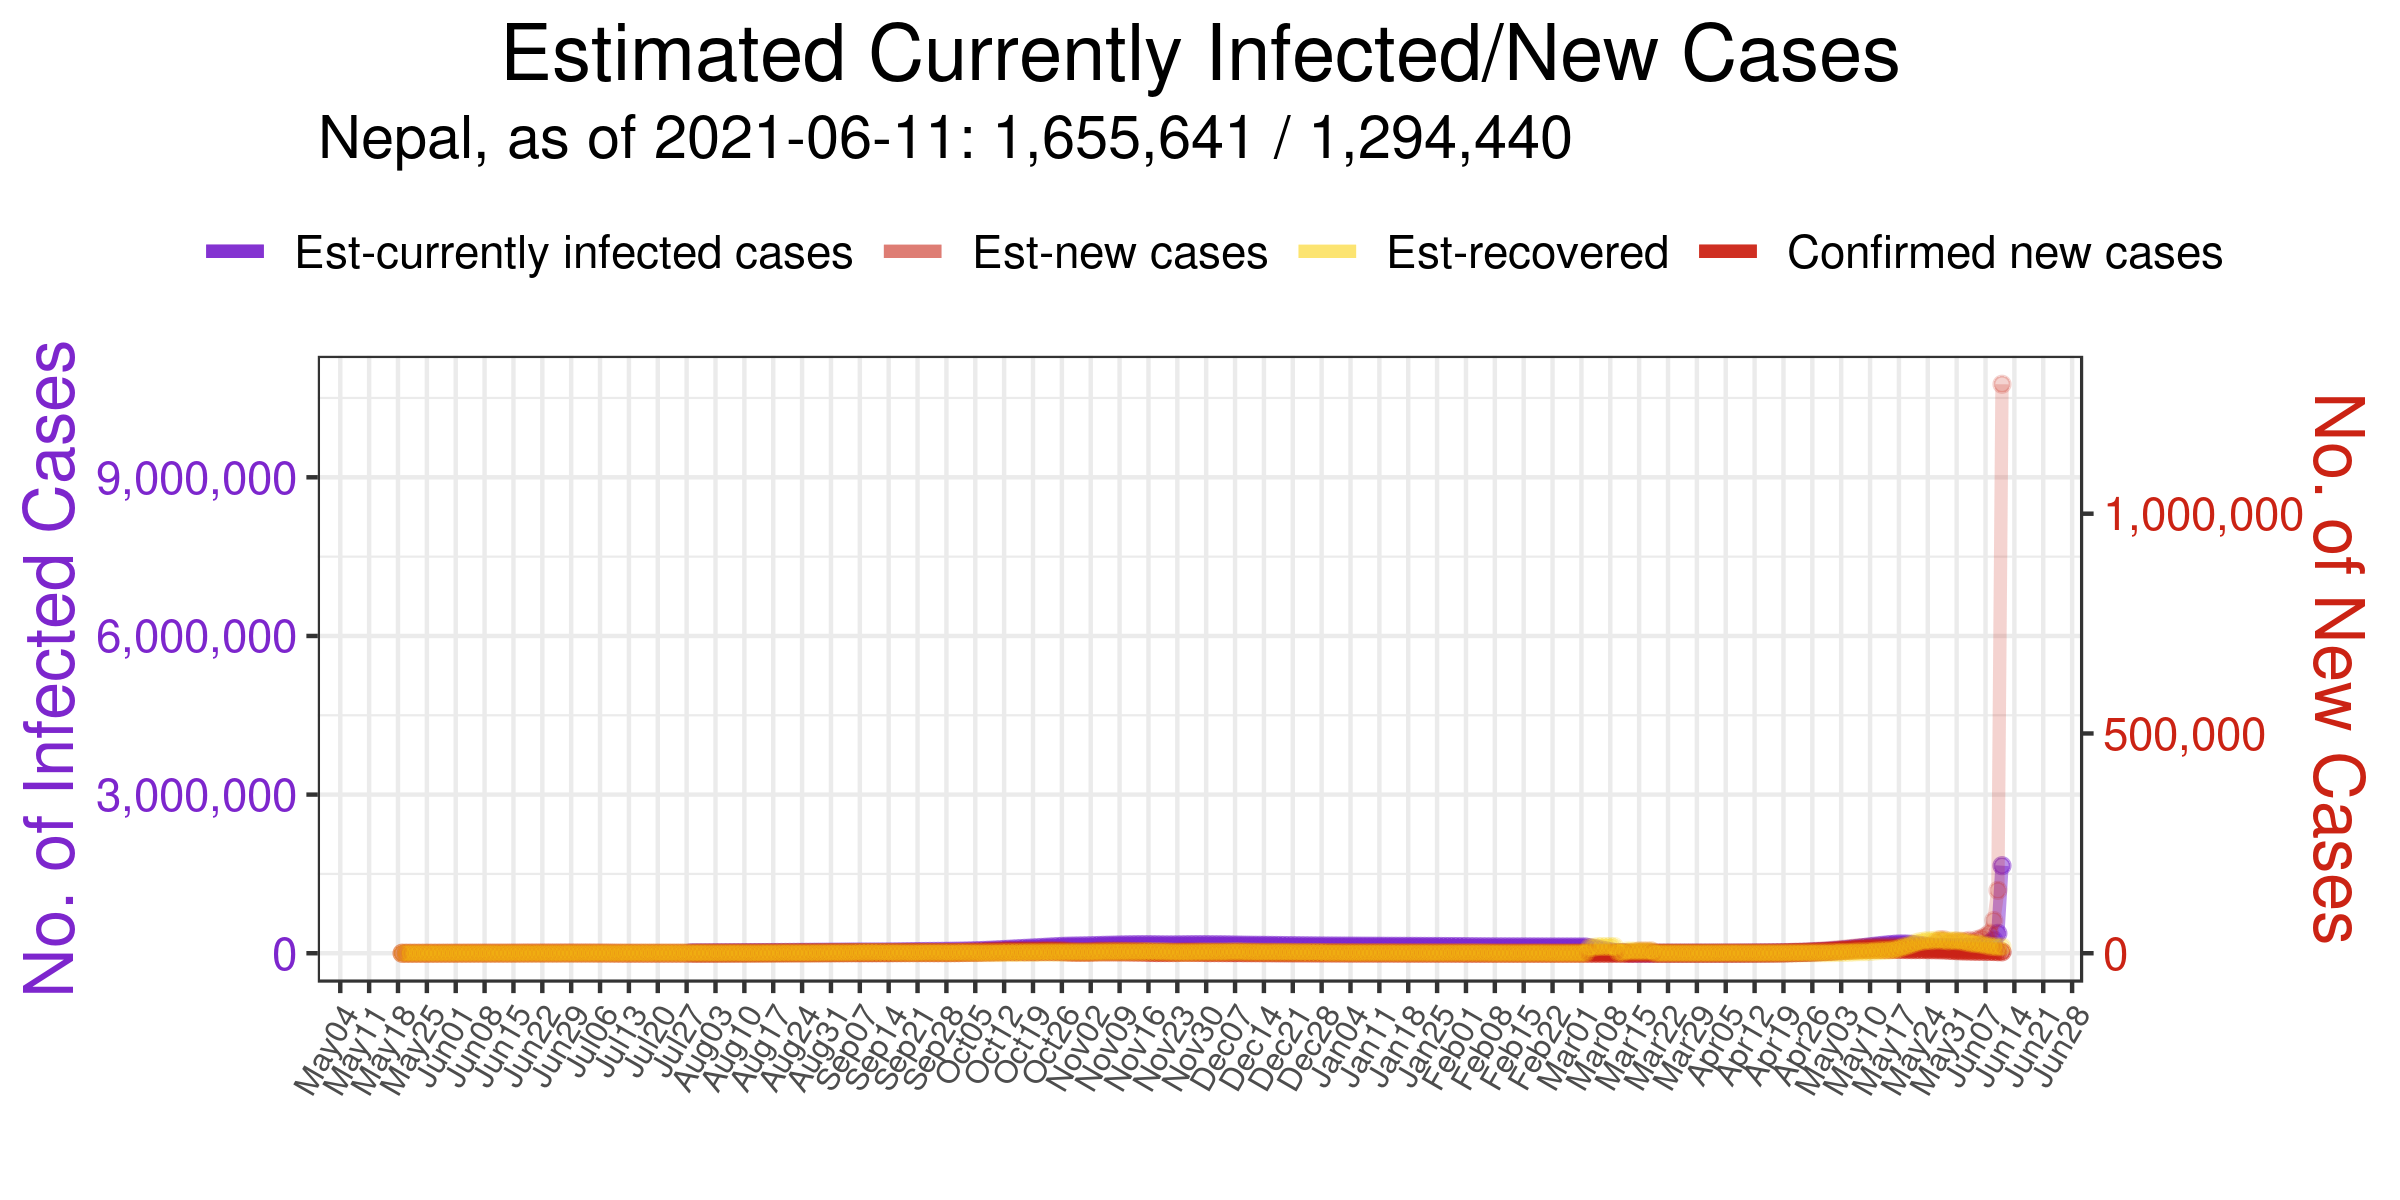 Estimated Currently Infected/New Cases
Nepal, as of 2021-06-11: 1,655,641 / 1,294,440
Est-currently infected cases
Est-new cases
Est-recovered
Confirmed new cases
No. of Infected Cases
9,000,000
6,000,000
3,000,000
0
1,000,000
500,000
0
No. of New Cases
May04
May11
May18
May25
Jun01
Jun08
Jun15
Jun22
Jun29
Jul06
Jul13
Jul20
Jul27
Aug03
Aug10
Aug17
Aug24
Aug31
Sep07
Sep14
Sep21
Sep28
Oct05
Oct12
Oct19
Oct26
Nov02
Nov09
Nov16
Nov23
Nov30
Dec07
Dec14
Dec21
Dec28
Jan04
Jan11
Jan18
Jan25
Feb01
Feb08
Feb15
Feb22
Mar01
Mar08
Mar15
Mar22
Mar29
Apr05
Apr12
Apr19
Apr26
May03
May10
May17
May24
May31
Jun07
Jun14
Jun21
Jun28